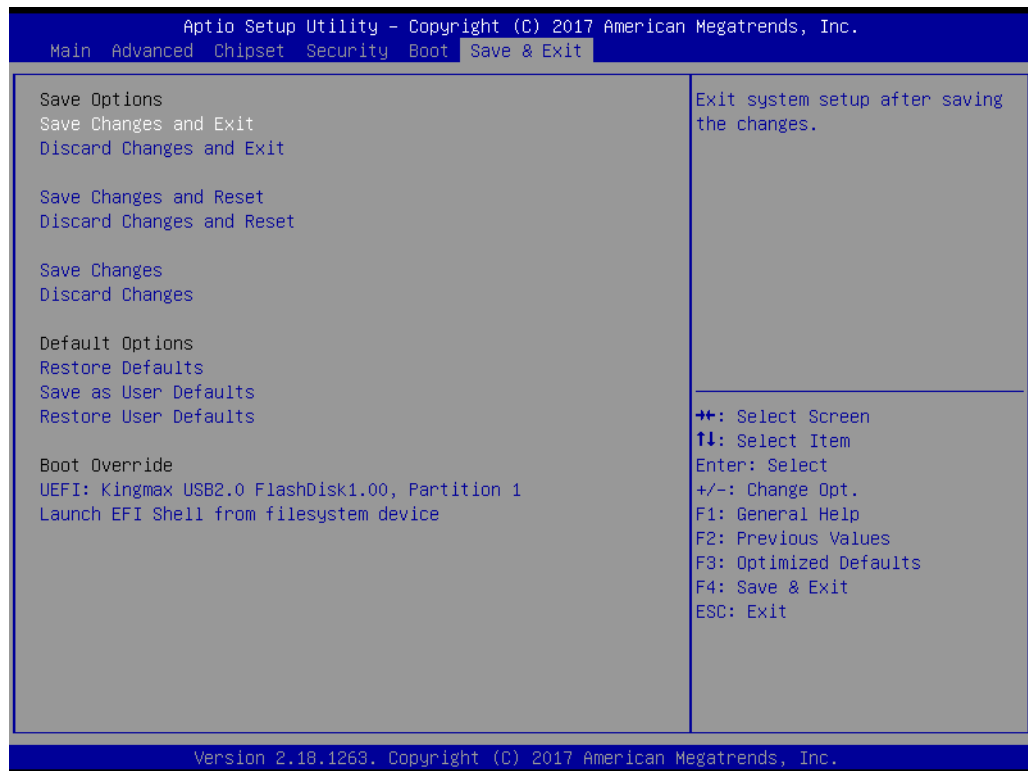 Aptio Setup Utility – Copyright (C) 2017 American Megatrends, Inc.
Main Advanced Chipset Security Boot Save & Exit
Save Options
Save Changes and Exit
Discard Changes and Exit
Save Changes and Reset
Discard Changes and Reset
Save Changes
Discard Changes
Default Options
Restore Defaults
Save as User Defaults
Restore User Defaults
Boot Override
UEFI: Kingmax USB2.0 FlashDisk1.00, Partition 1
Launch EFI Shell from filesystem device
Exit system setup after saving
the changes.
→←: Select Screen
↑↓: Select Item
Enter: Select
+/-: Change Opt.
F1: General Help
F2: Previous Values
F3: Optimized Defaults
F4: Save & Exit
ESC: Exit
Version 2.18.1263. Copyright (C) 2017 American Megatrends, Inc.